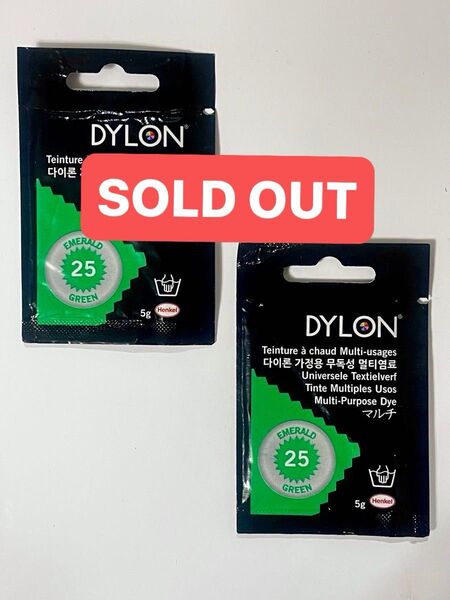 DYLON
Teinture
다이론
SOLD OUT
EMERALD
25
GREEN
5g
Henkel
DYLON
Teinture à chaud Multi-usages
다이론 가정용 무독성 멀티염료
Universele Textielverf
Tinte Multiples Usos
Multi-Purpose Dye
マルチ
EMERALD
25
GREEN
5g
Henkel